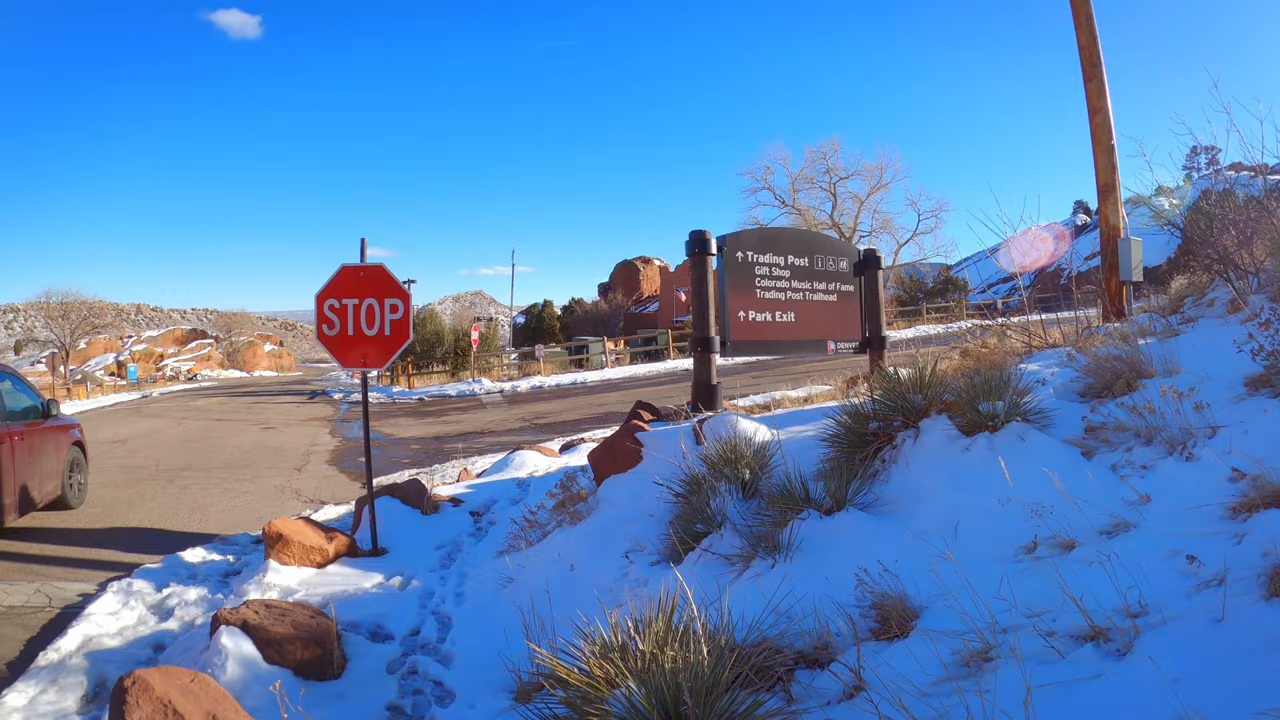 STOP
Trading Post
Gift Shop
Colorado Music Hall of Fame
Trading Post Trailhead
Park Exit
DENVER